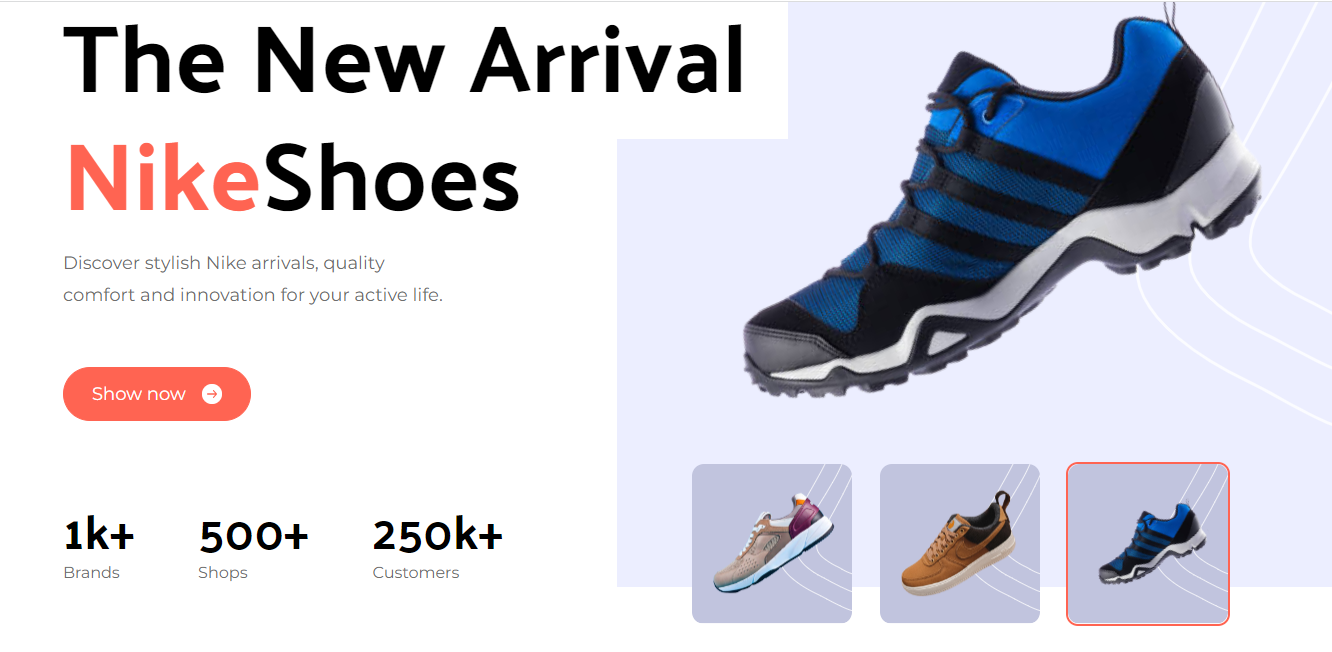 The New Arrival
NikeShoes
Discover stylish Nike arrivals, quality
comfort and innovation for your active life.
Show now
1k+ 500+ 250k+
Brands Shops Customers